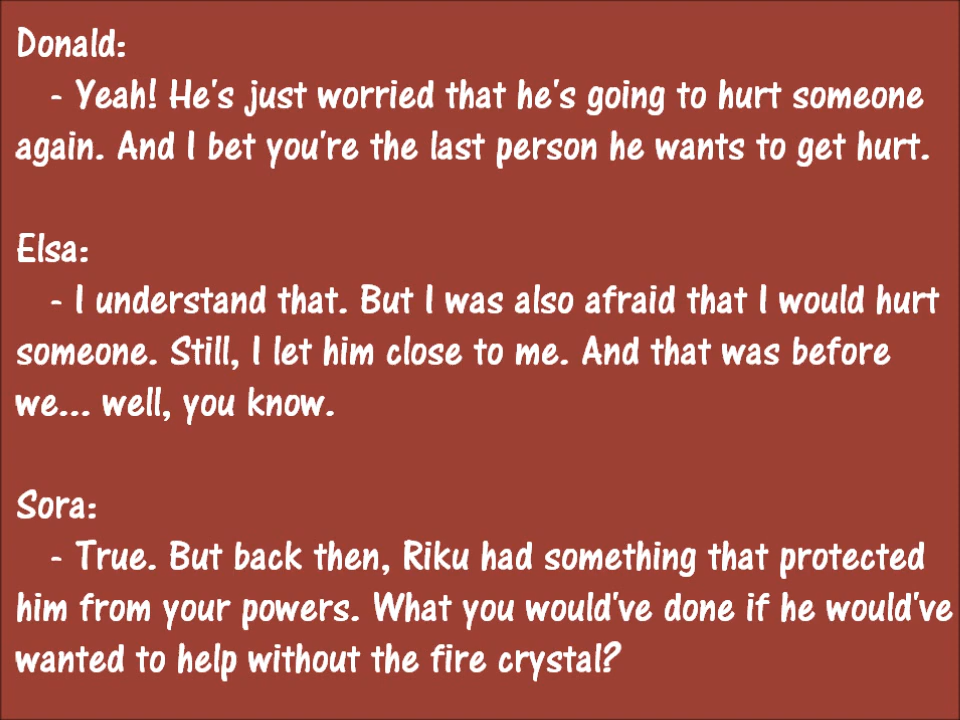 Donald:
- Yeah! He's just worried that he's going to hurt someone
again. And I bet you're the last person he wants to get hurt.
Elsa:
- I understand that. But I was also afraid that I would hurt
someone. Still, I let him close to me. And that was before
we... well, you know.
Sora:
- True. But back then, Riku had something that protected
him from your powers. What you would've done if he would've
wanted to help without the fire crystal?